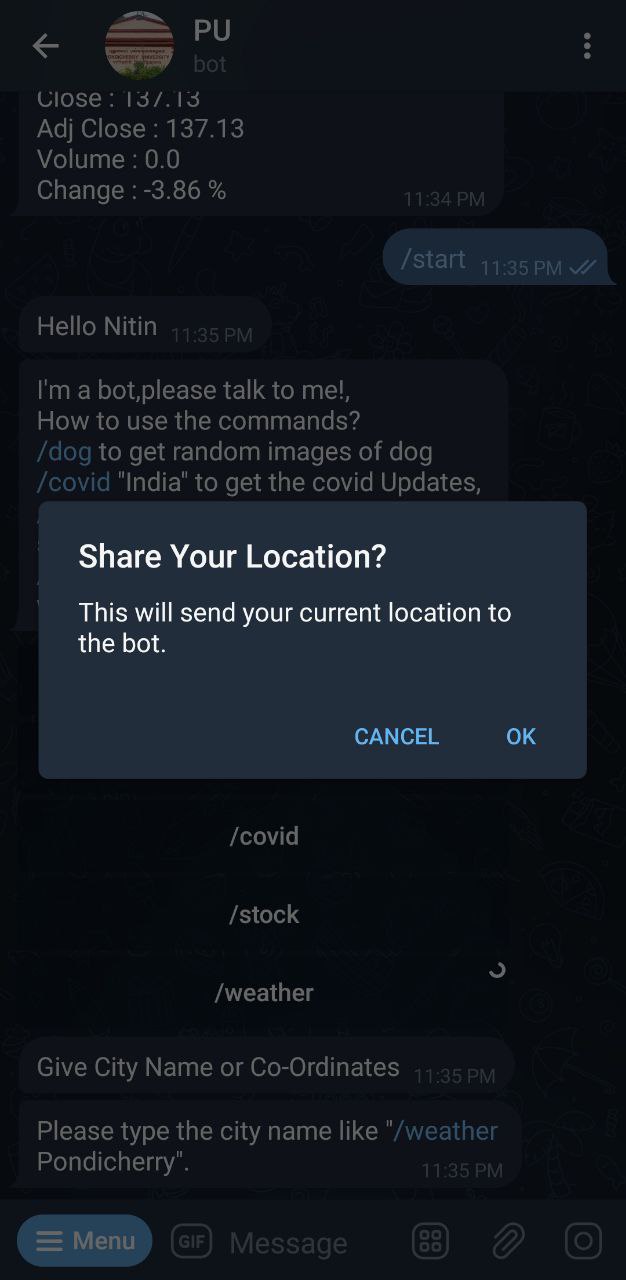 PU
bot
Close : 137.13
Adj Close : 137.13
Volume : 0.0
Change : -3.86 %
11:34 PM
/start 11:35 PM
Hello Nitin 11:35 PM
I'm a bot,please talk to me!,
How to use the commands?
/dog to get random images of dog
/covid "India" to get the covid Updates,
Share Your Location?
This will send your current location to
the bot.
CANCEL OK
/covid
/stock
/weather
Give City Name or Co-Ordinates 11:35 PM
Please type the city name like "/weather
Pondicherry".
11:35 PM
Menu GIF Message